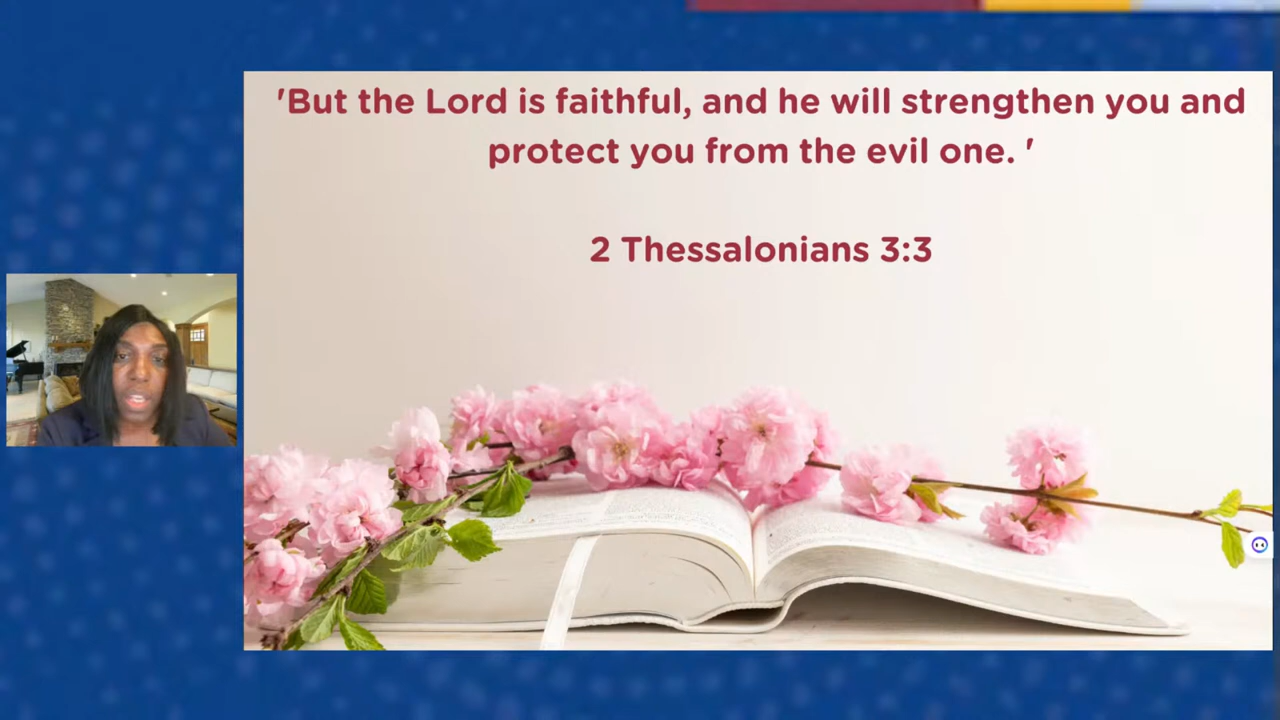 'But the Lord is faithful, and he will strengthen you and
protect you from the evil one. '
2 Thessalonians 3:3